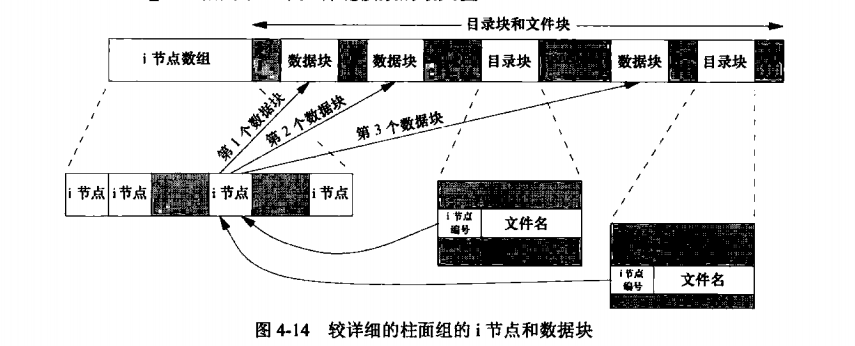 目录块和文件块
i 节点数组 数据块 数据块 目录块 数据块 目录块
第 1 个数据块
第 2 个数据块
第 3 个数据块
i 节点 i 节点 i 节点 i 节点
i 节点
编号
文件名
i 节点
编号
文件名
图 4-14 较详细的柱面组的 i 节点和数据块